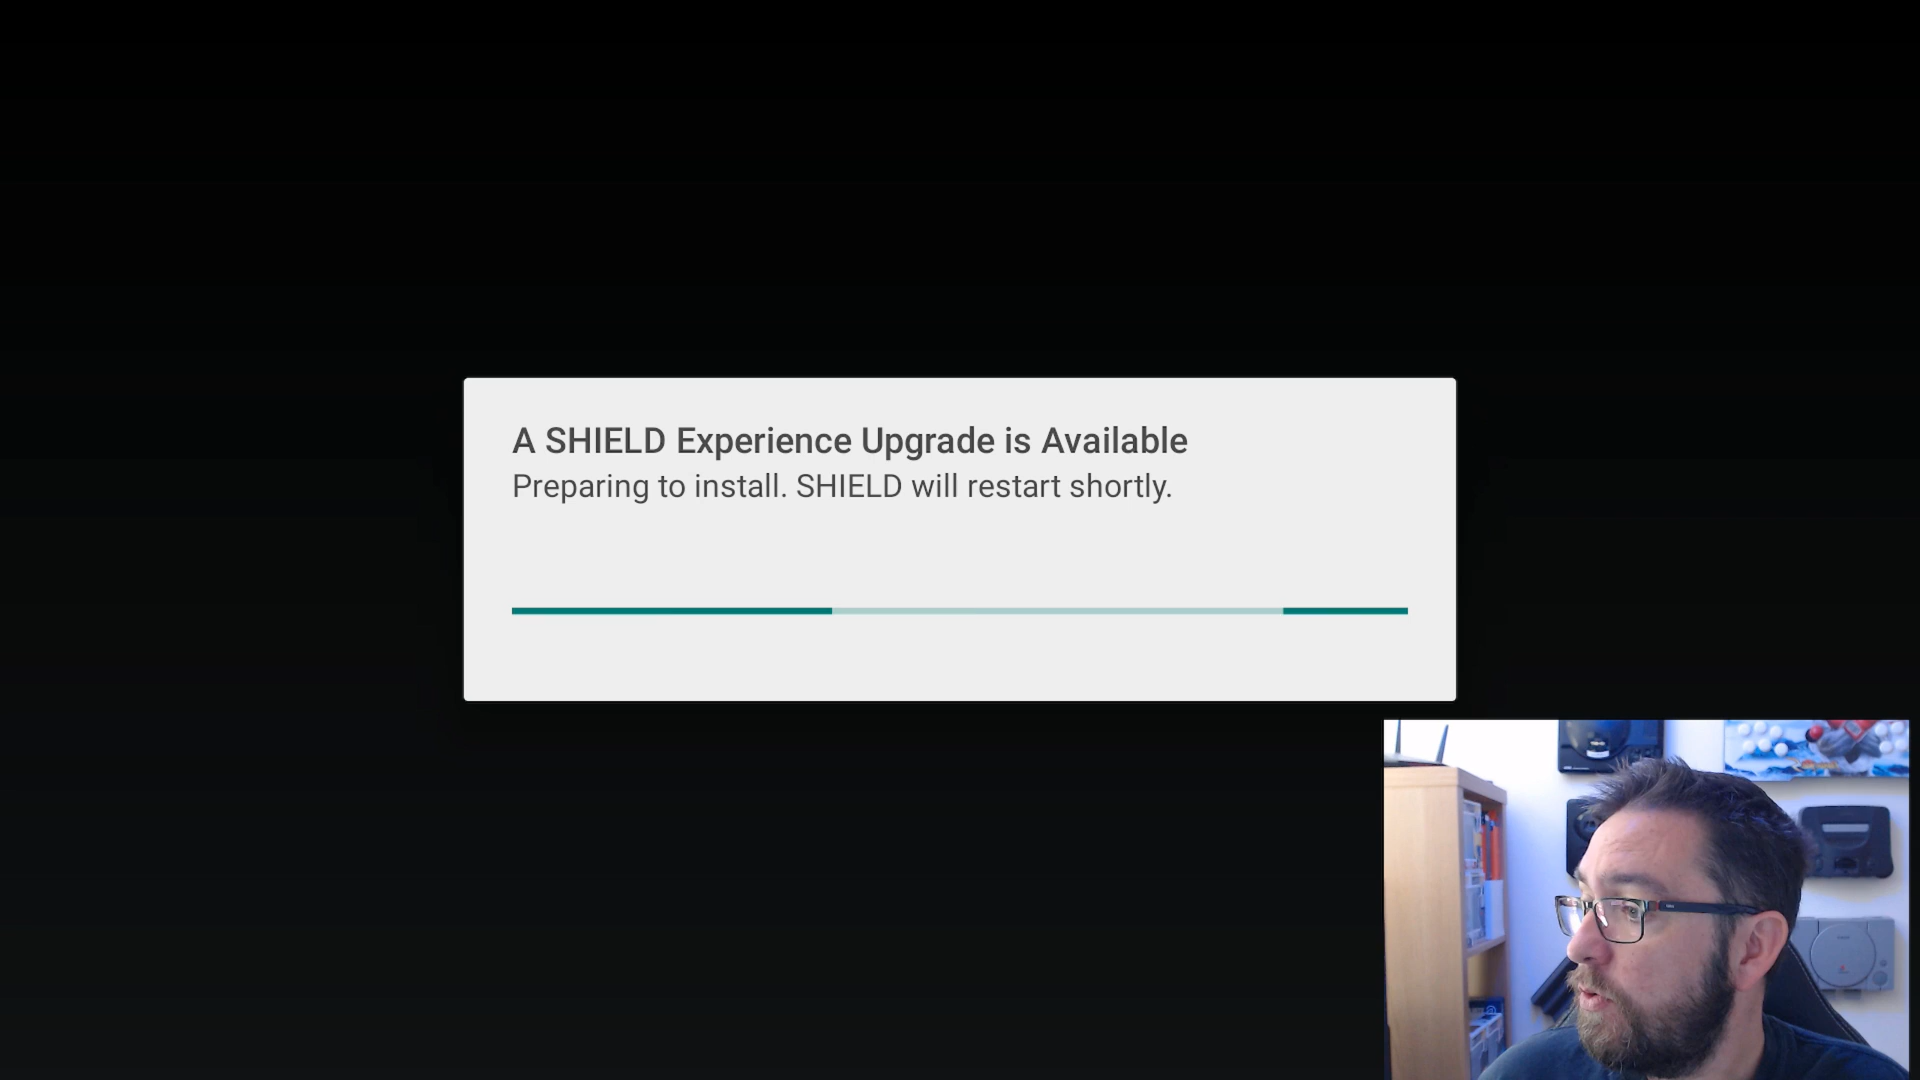 A SHIELD Experience Upgrade is Available
Preparing to install. SHIELD will restart shortly.